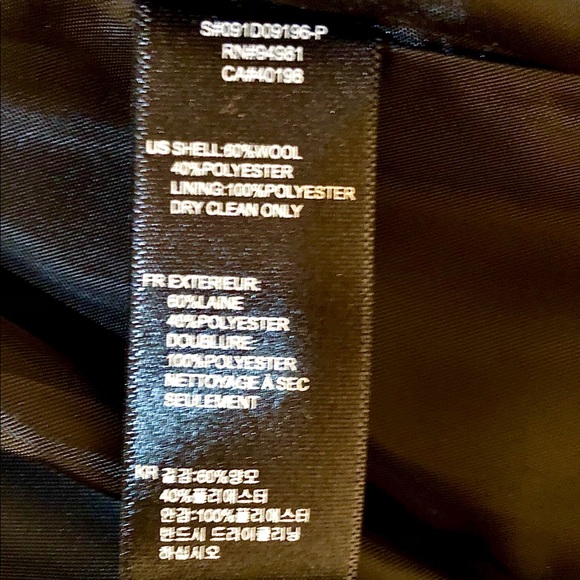 S#091D09196-P
RN#94981
CA#40196
US SHELL:60%WOOL
40%POLYESTER
LINING:100%POLYESTER
DRY CLEAN ONLY
FR EXTERIEUR:
60%LAINE
40%POLYESTER
DOUBLURE:
100%POLYESTER
NETTOYAGE A SEC
SEULEMENT
KR 겉감:60%양모
40%폴리에스터
안감:100%폴리에스터
반드시 드라이클리닝
하십시오